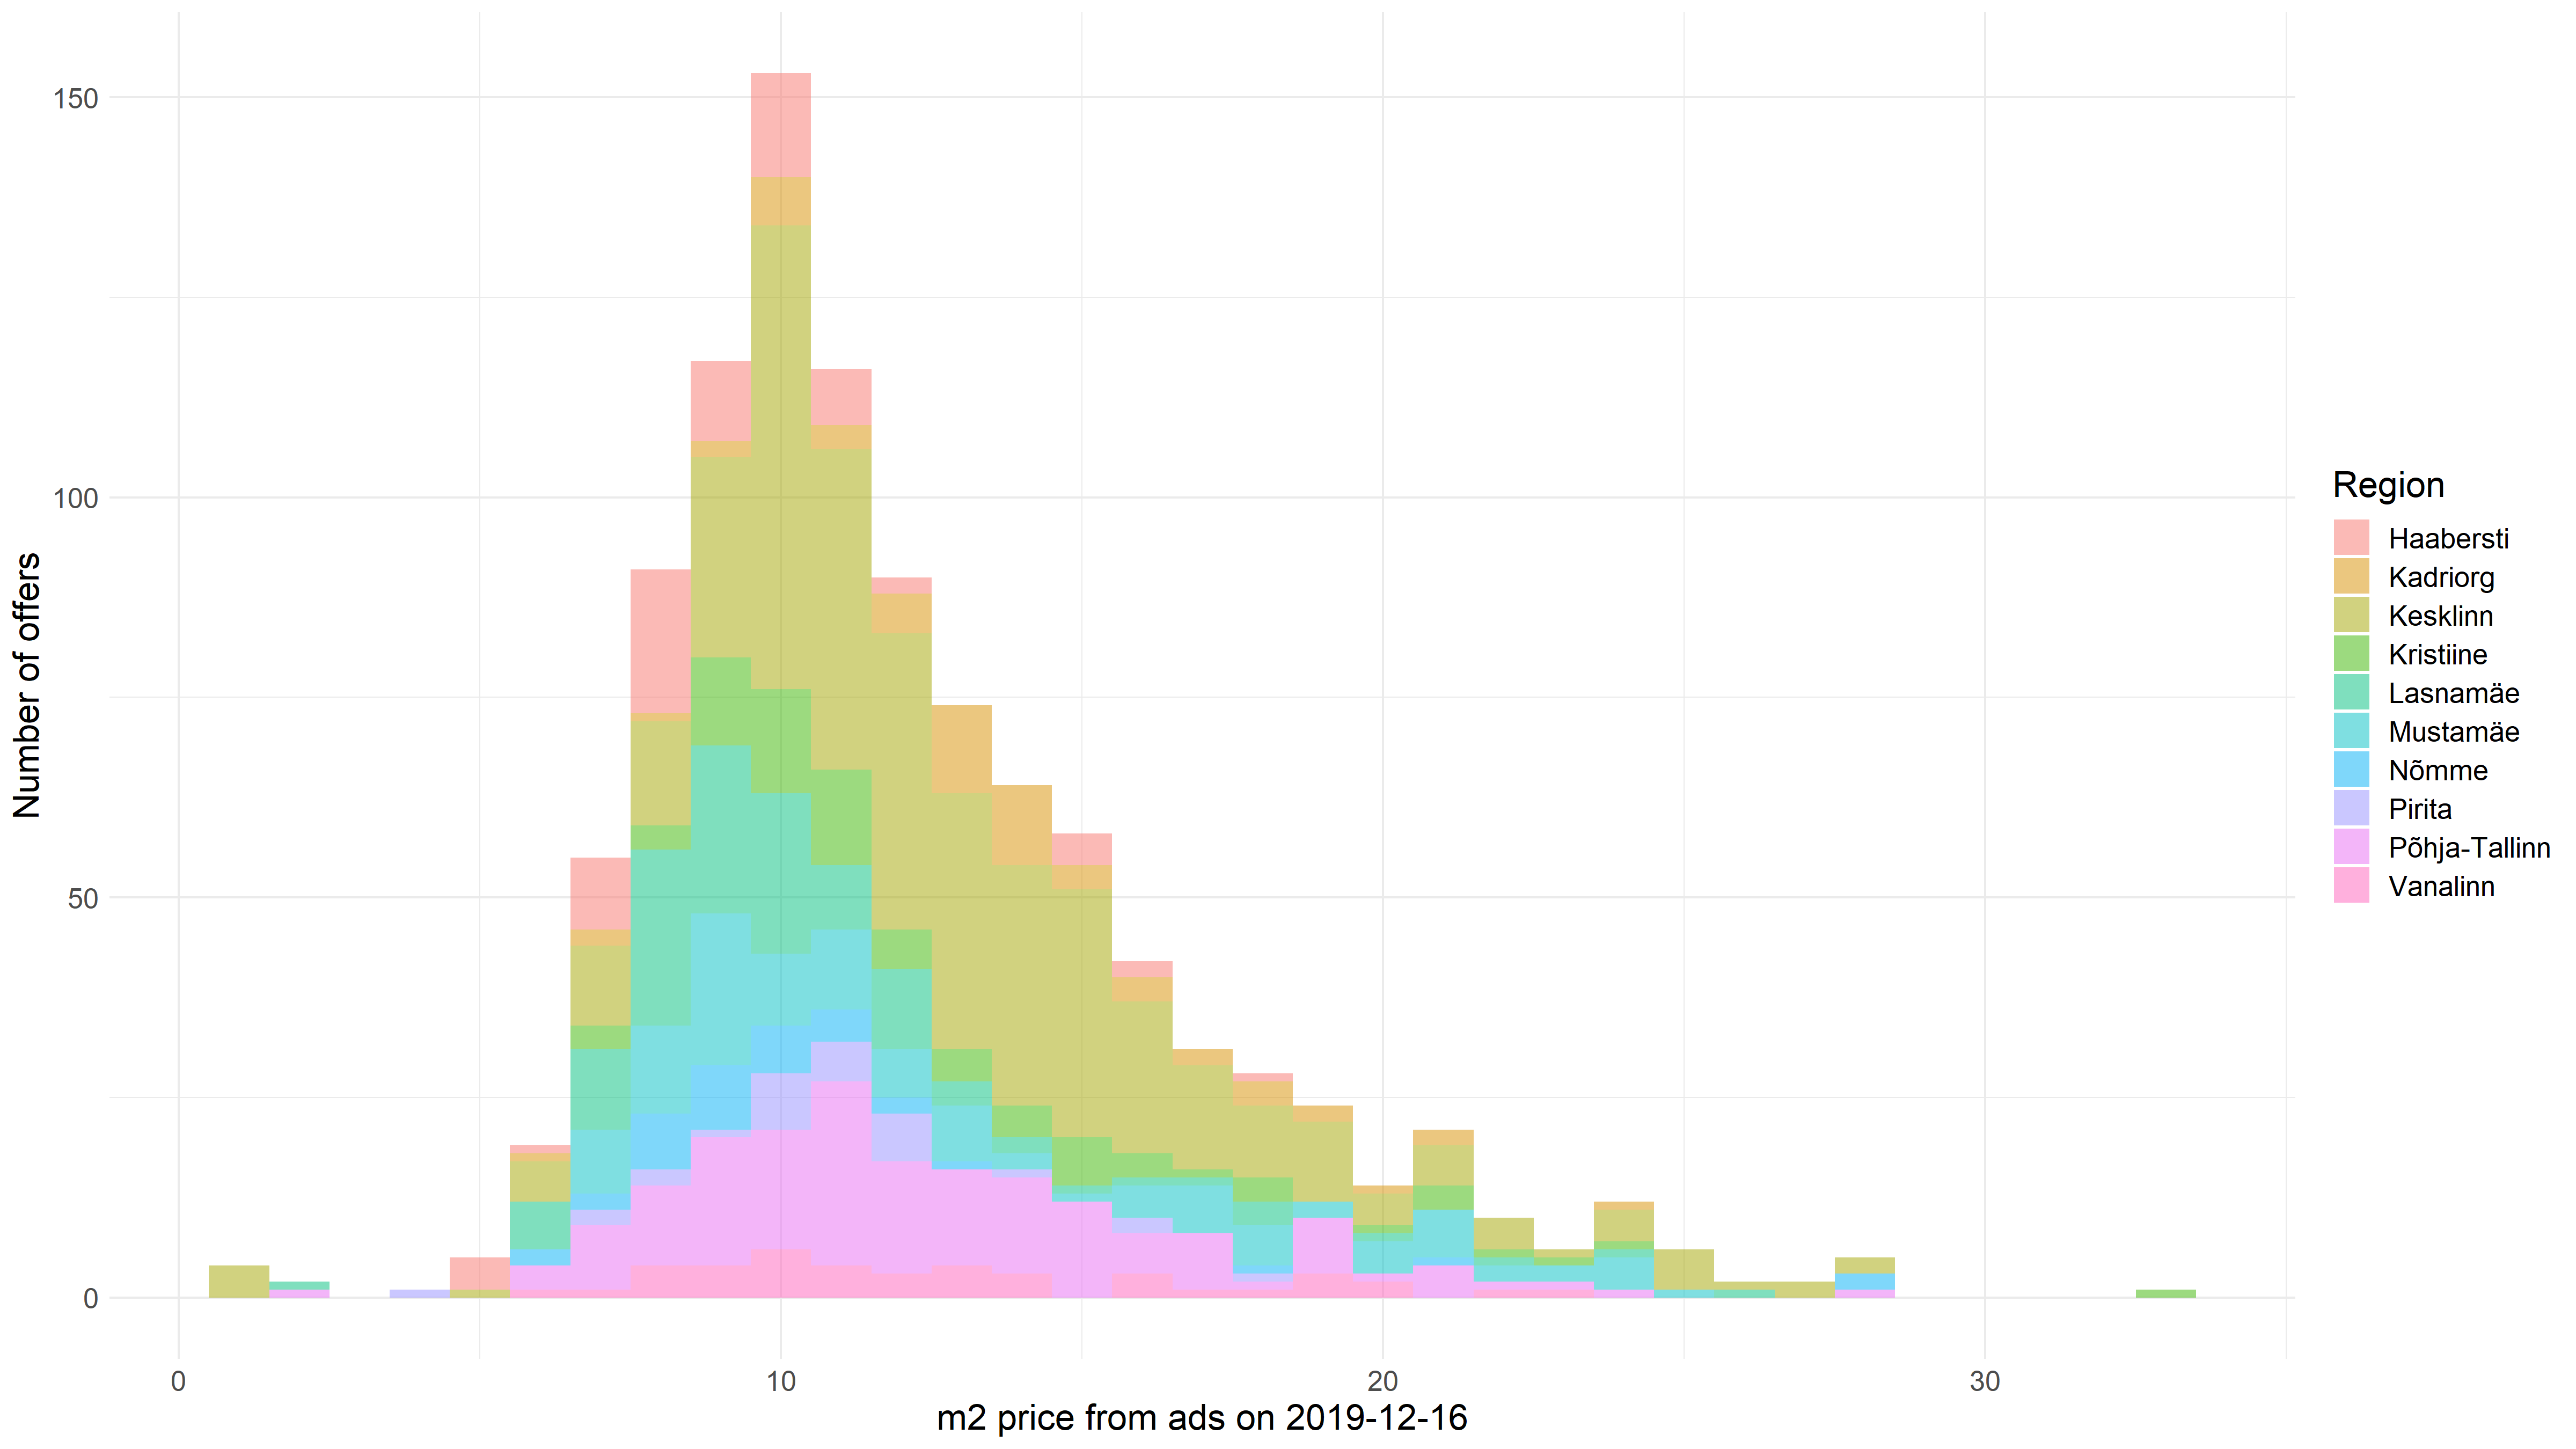 150
100
50
0
Number of offers
0 10 20 30
m2 price from ads on 2019-12-16
Region
Haabersti
Kadriorg
Kesklinn
Kristiine
Lasnamäe
Mustamäe
Nõmme
Pirita
Põhja-Tallinn
Vanalinn